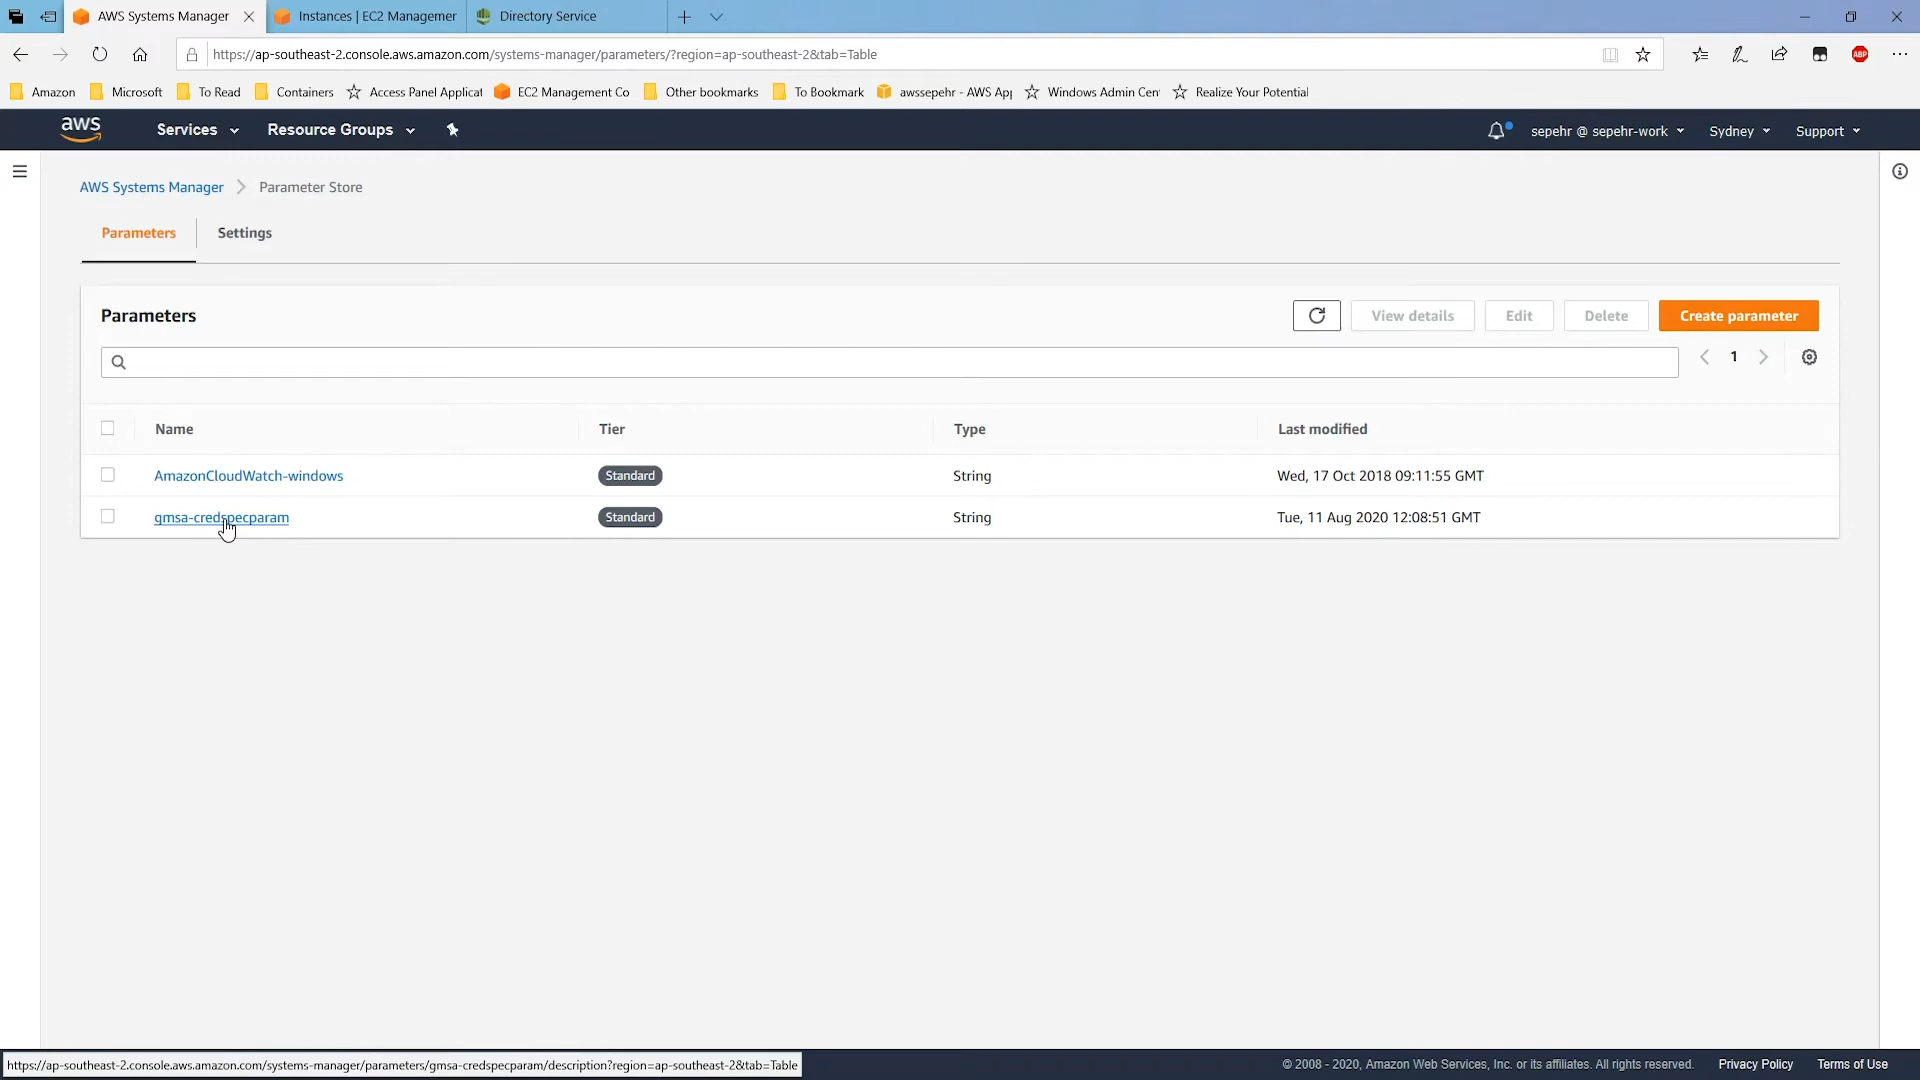 AWS Systems Manager
Instances | EC2 Managemer
Directory Service
https://ap-southeast-2.console.aws.amazon.com/systems-manager/parameters/?region=ap-southeast-2&tab=Table
ABP
Amazon
Microsoft
To Read
Containers
Access Panel Applicat
EC2 Management Co
Other bookmarks
To Bookmark
awssepehr - AWS App
Windows Admin Cent
Realize Your Potential
aws
Services
Resource Groups
sepehr @ sepehr-work
Sydney
Support
AWS Systems Manager
Parameter Store
Parameters
Settings
Parameters
View details
Edit
Delete
Create parameter
1
Name
Tier
Type
Last modified
AmazonCloudWatch-windows
Standard
String
Wed, 17 Oct 2018 09:11:55 GMT
gmsa-credspecparam
Standard
String
Tue, 11 Aug 2020 12:08:51 GMT
https://ap-southeast-2.console.aws.amazon.com/systems-manager/parameters/gmsa-credspecparam/description?region=ap-southeast-2&tab=Table
© 2008 - 2020, Amazon Web Services, Inc. or its affiliates. All rights reserved.
Privacy Policy
Terms of Use